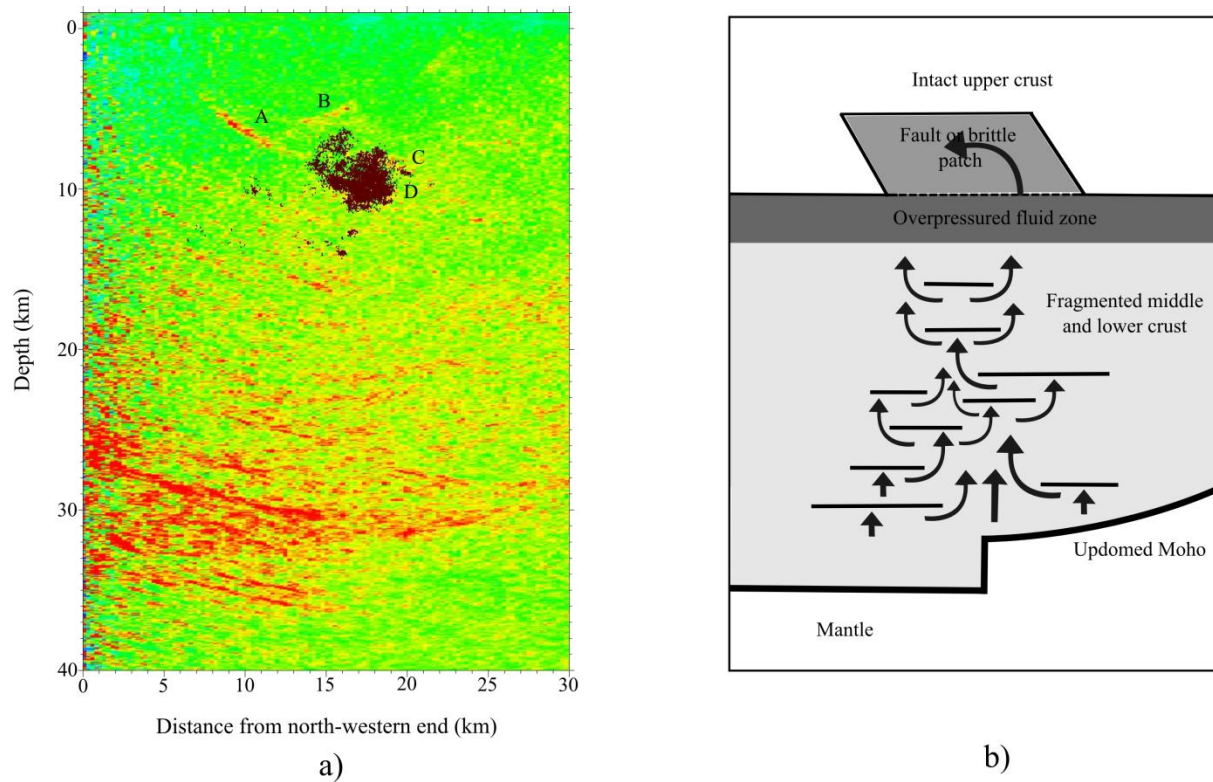 0
10
20
30
40
Depth (km)
A
B
C
D
0
5
10
15
20
25
30
Distance from north-western end (km)
a)
Intact upper crust
Fault or brittle
patch
Overpressured fluid zone
Fragmented middle
and lower crust
Updomed Moho
Mantle
b)